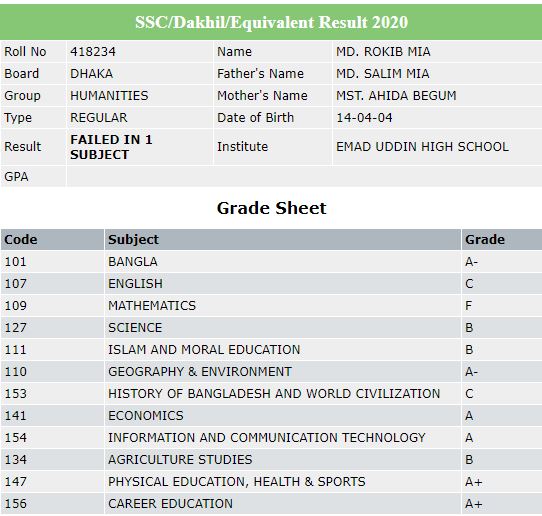 SSC/Dakhil/Equivalent Result 2020
Roll No 418234 Name MD. ROKIB MIA
Board DHAKA Father's Name MD. SALIM MIA
Group HUMANITIES Mother's Name MST. AHIDA BEGUM
Type REGULAR Date of Birth 14-04-04
Result FAILED IN 1 SUBJECT Institute EMAD UDDIN HIGH SCHOOL
GPA
Grade Sheet
Code Subject Grade
101 BANGLA A-
107 ENGLISH C
109 MATHEMATICS F
127 SCIENCE B
111 ISLAM AND MORAL EDUCATION B
110 GEOGRAPHY & ENVIRONMENT A-
153 HISTORY OF BANGLADESH AND WORLD CIVILIZATION C
141 ECONOMICS A
154 INFORMATION AND COMMUNICATION TECHNOLOGY A
134 AGRICULTURE STUDIES B
147 PHYSICAL EDUCATION, HEALTH & SPORTS A+
156 CAREER EDUCATION A+